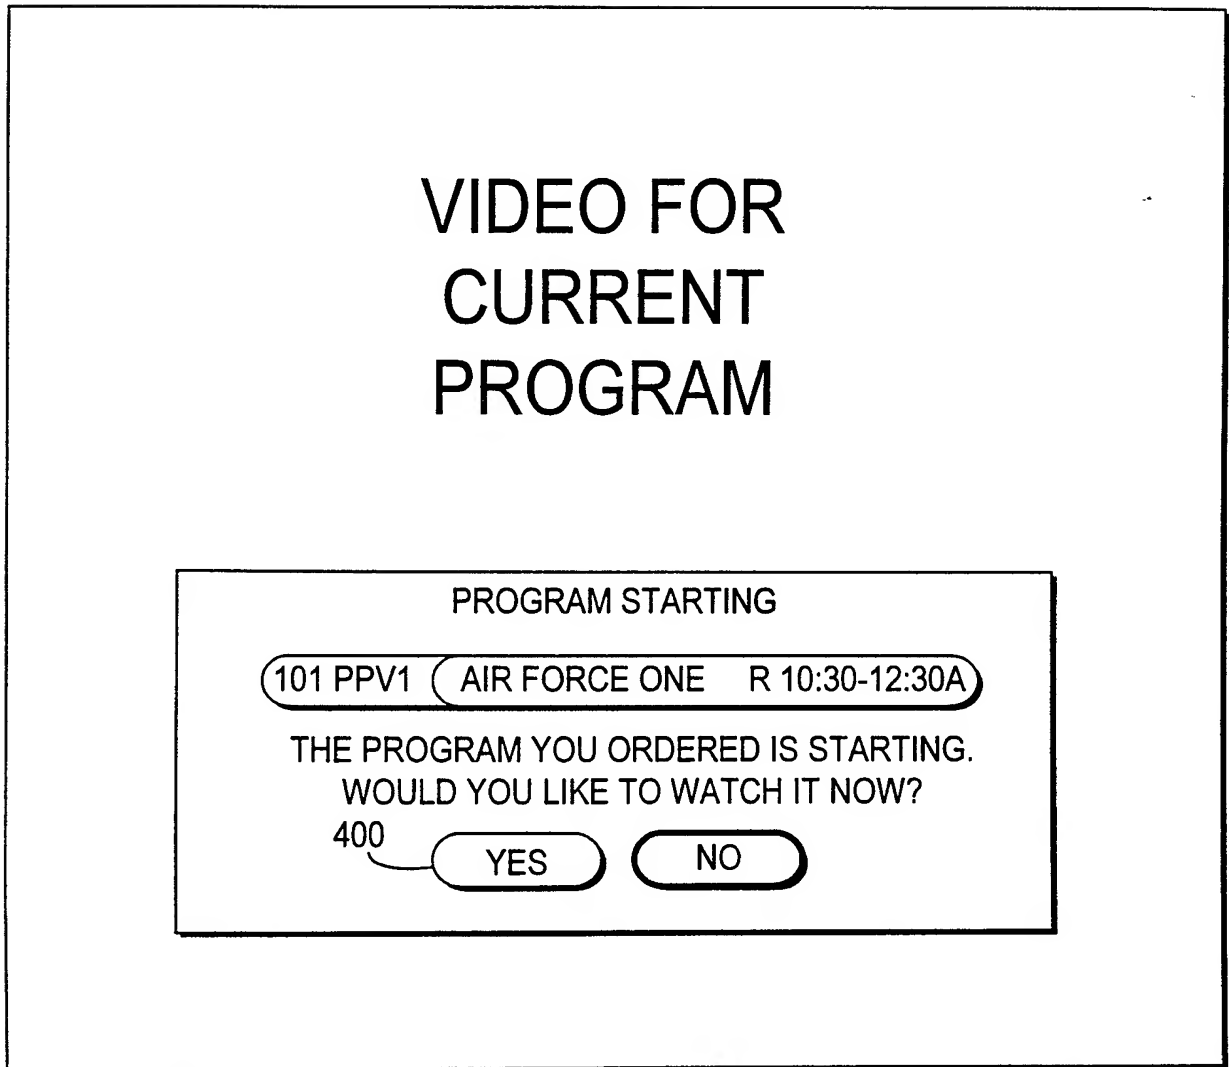 VIDEO FOR
CURRENT
PROGRAM
PROGRAM STARTING
101 PPV1 AIR FORCE ONE R 10:30-12:30A
THE PROGRAM YOU ORDERED IS STARTING.
WOULD YOU LIKE TO WATCH IT NOW?
400
YES NO